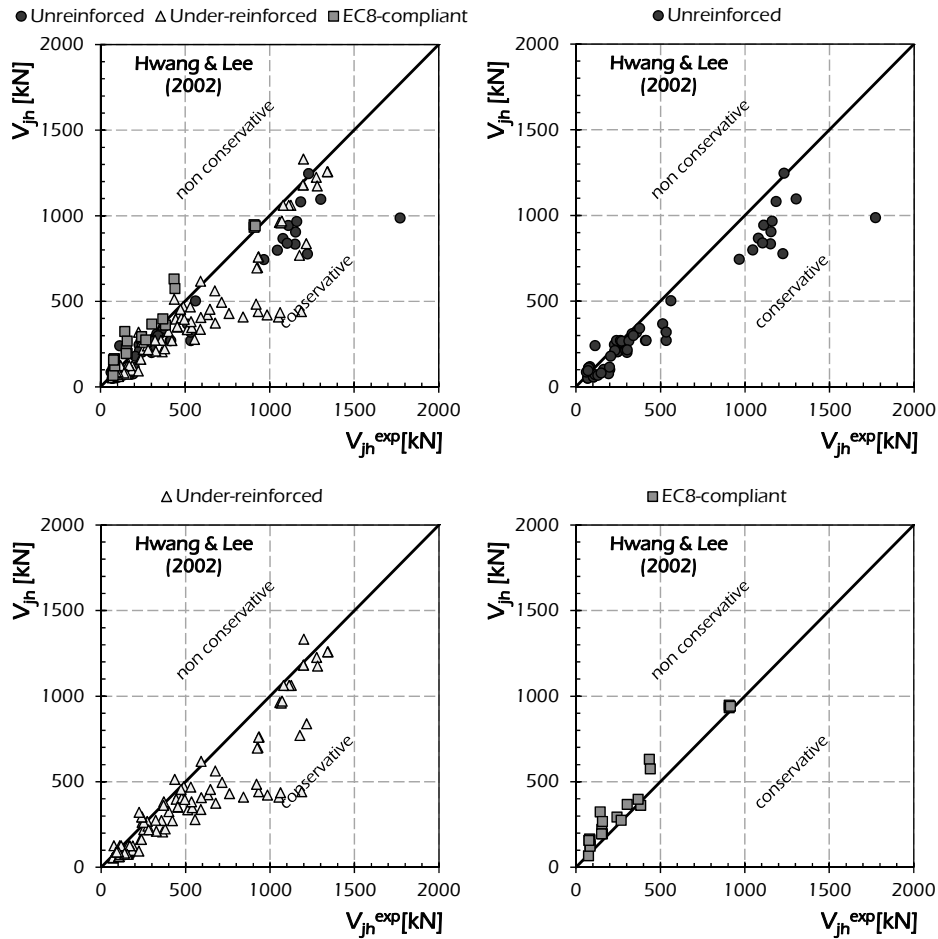 Unreinforced Under-reinforced EC8-compliant
2000
1500
1000
500
0
V_jh [kN]
Hwang & Lee
(2002)
non conservative
conservative
0 500 1000 1500 2000
V_jh^exp[kN]
Unreinforced
2000
1500
1000
500
0
V_jh [kN]
Hwang & Lee
(2002)
non conservative
conservative
0 500 1000 1500 2000
V_jh^exp[kN]
Under-reinforced
2000
1500
1000
500
0
V_jh [kN]
Hwang & Lee
(2002)
non conservative
conservative
0 500 1000 1500 2000
V_jh^exp[kN]
EC8-compliant
2000
1500
1000
500
0
V_jh [kN]
Hwang & Lee
(2002)
non conservative
conservative
0 500 1000 1500 2000
V_jh^exp[kN]